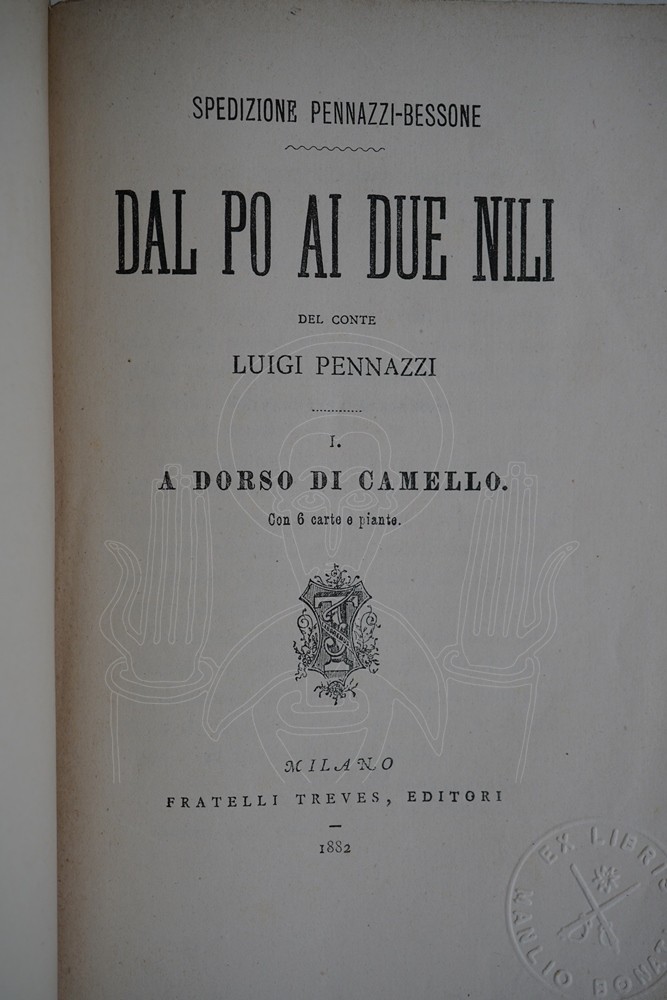 SPEDIZIONE PENNAZZI-BESSONE
DAL PO AI DUE NILI
DEL CONTE
LUIGI PENNAZZI
I.
A DORSO DI CAMELLO.
Con 6 carte e piante.
MILANO
FRATELLI TREVES, EDITORI
1882
EX LIBRIS
MANLIO